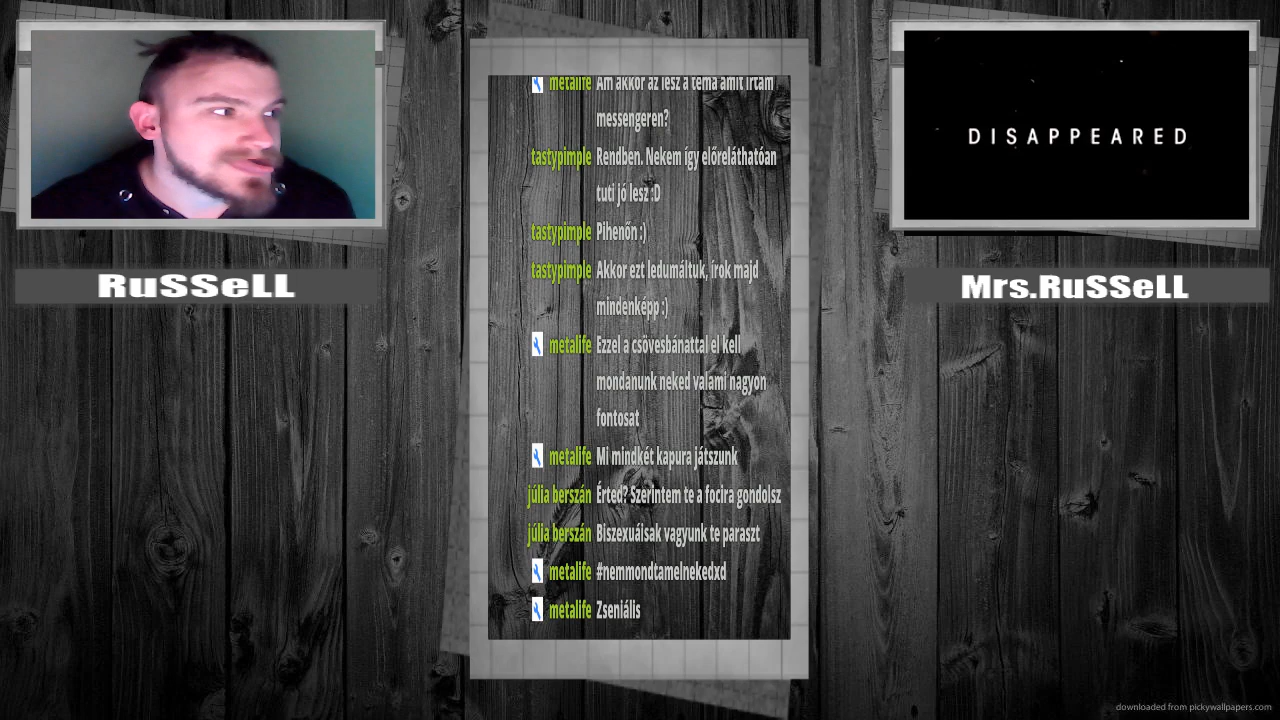 metalife Am akkor az lesz a téma amit írtam
messengeren?
tastypimple Rendben. Nekem így előreláthatóan
tuti jó lesz :D
tastypimple Pihenőn :)
tastypimple Akkor ezt ledumáltuk, írok majd
mindenképp :)
metalife Ezzel a csövesbánattal el kell
mondanunk neked valami nagyon
fontosat
metalife Mi mindkét kapura játszunk
júlia berszán Érted? Szerintem te a focira gondolsz
júlia berszán Biszexuáisak vagyunk te paraszt
metalife #nemmondtamelnekedxd
metalife Zseniális
RuSSeLL
DISAPPEARED
Mrs.RuSSeLL
downloaded from pickywallpapers.com